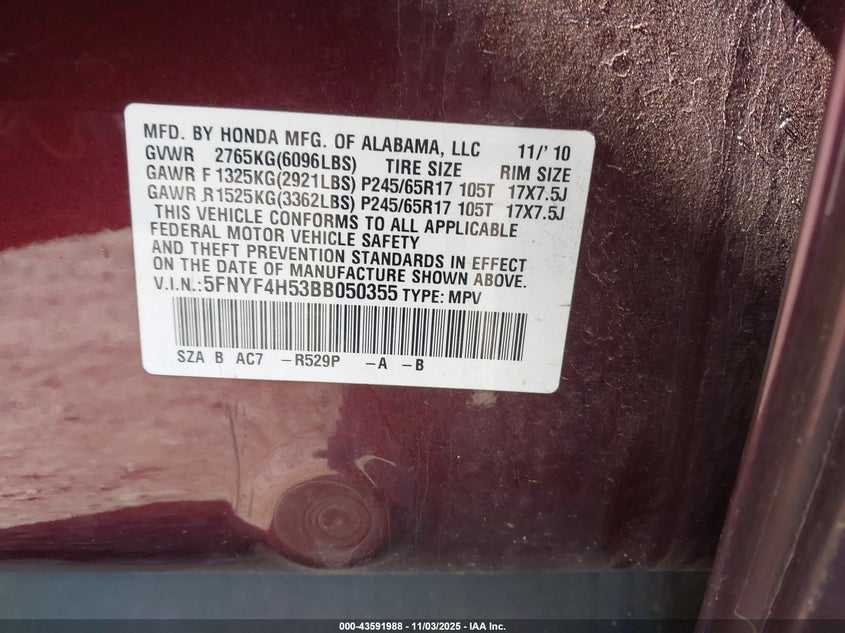 MFD. BY HONDA MFG. OF ALABAMA, LLC 11/' 10
GVWR 2765KG(6096LBS) TIRE SIZE RIM SIZE
GAWR F 1325KG(2921LBS) P245/65R17 105T 17X7.5J
GAWR R1525KG(3362LBS) P245/65R17 105T 17X7.5J
THIS VEHICLE CONFORMS TO ALL APPLICABLE
FEDERAL MOTOR VEHICLE SAFETY
AND THEFT PREVENTION STANDARDS IN EFFECT
ON THE DATE OF MANUFACTURE SHOWN ABOVE.
V.I.N.:5FNYF4H53BB050355 TYPE: MPV
SZA B AC7 -R529P -A -B
000-43591988 - 11/03/2025 - IAA Inc.